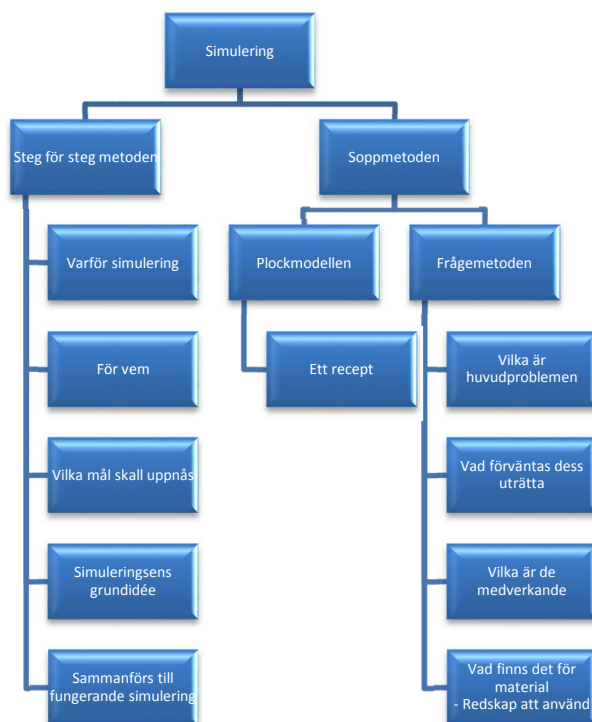 Simulering
Steg för steg metoden
Soppmetoden
Varför simulering
Plockmodellen
Frågemetoden
För vem
Ett recept
Vilka är
huvudproblemen
Vilka mål skall uppnås
Vad förväntas dess
uträtta
Simuleringsens
grundidée
Vilka är de
medverkande
Sammanförs till
fungerande simulering
Vad finns det för
material
- Redskap att använd